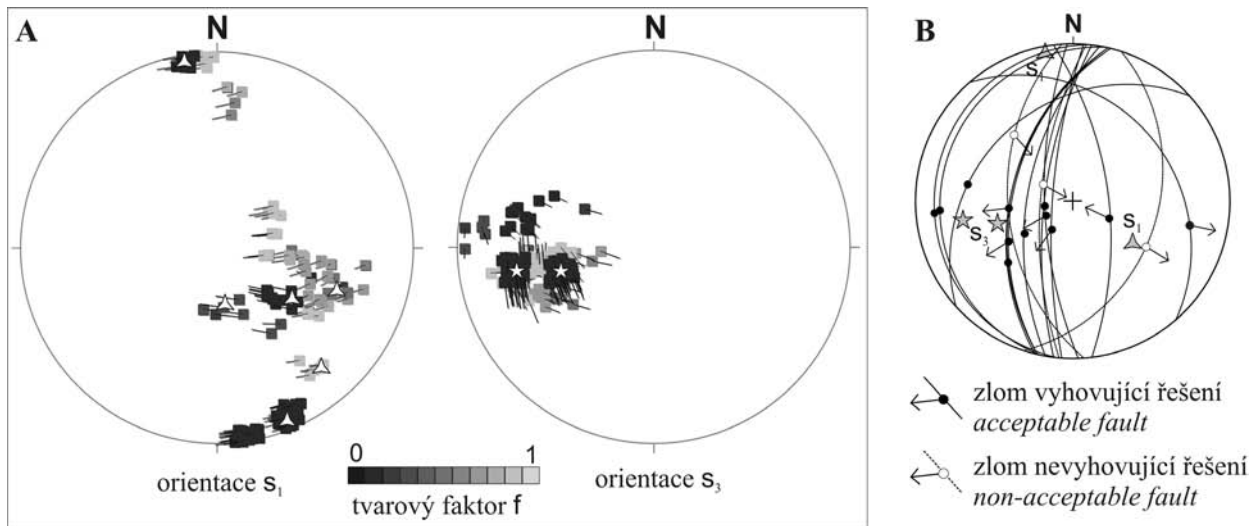 A
N
N
orientace s₁
0 1
tvarový faktor f
orientace s₃
B
N
s₁
s₃
s₁
zlom vyhovující řešení
acceptable fault
zlom nevyhovující řešení
non-acceptable fault